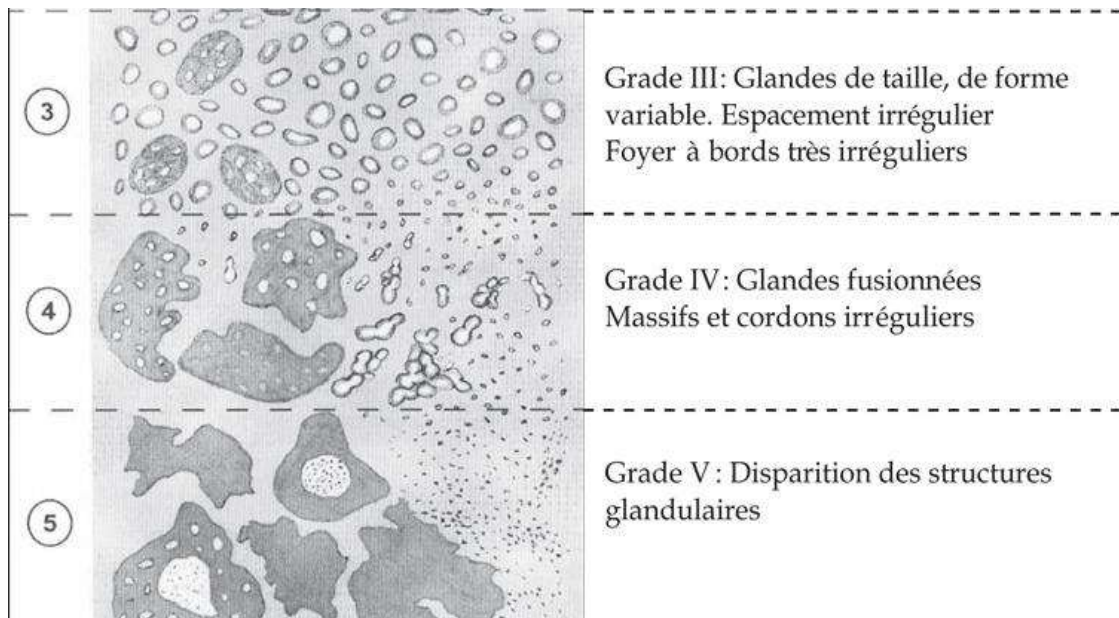 3
Grade III: Glandes de taille, de forme
variable. Espacement irrégulier
Foyer à bords très irréguliers
4
Grade IV: Glandes fusionnées
Massifs et cordons irréguliers
5
Grade V: Disparition des structures
glandulaires